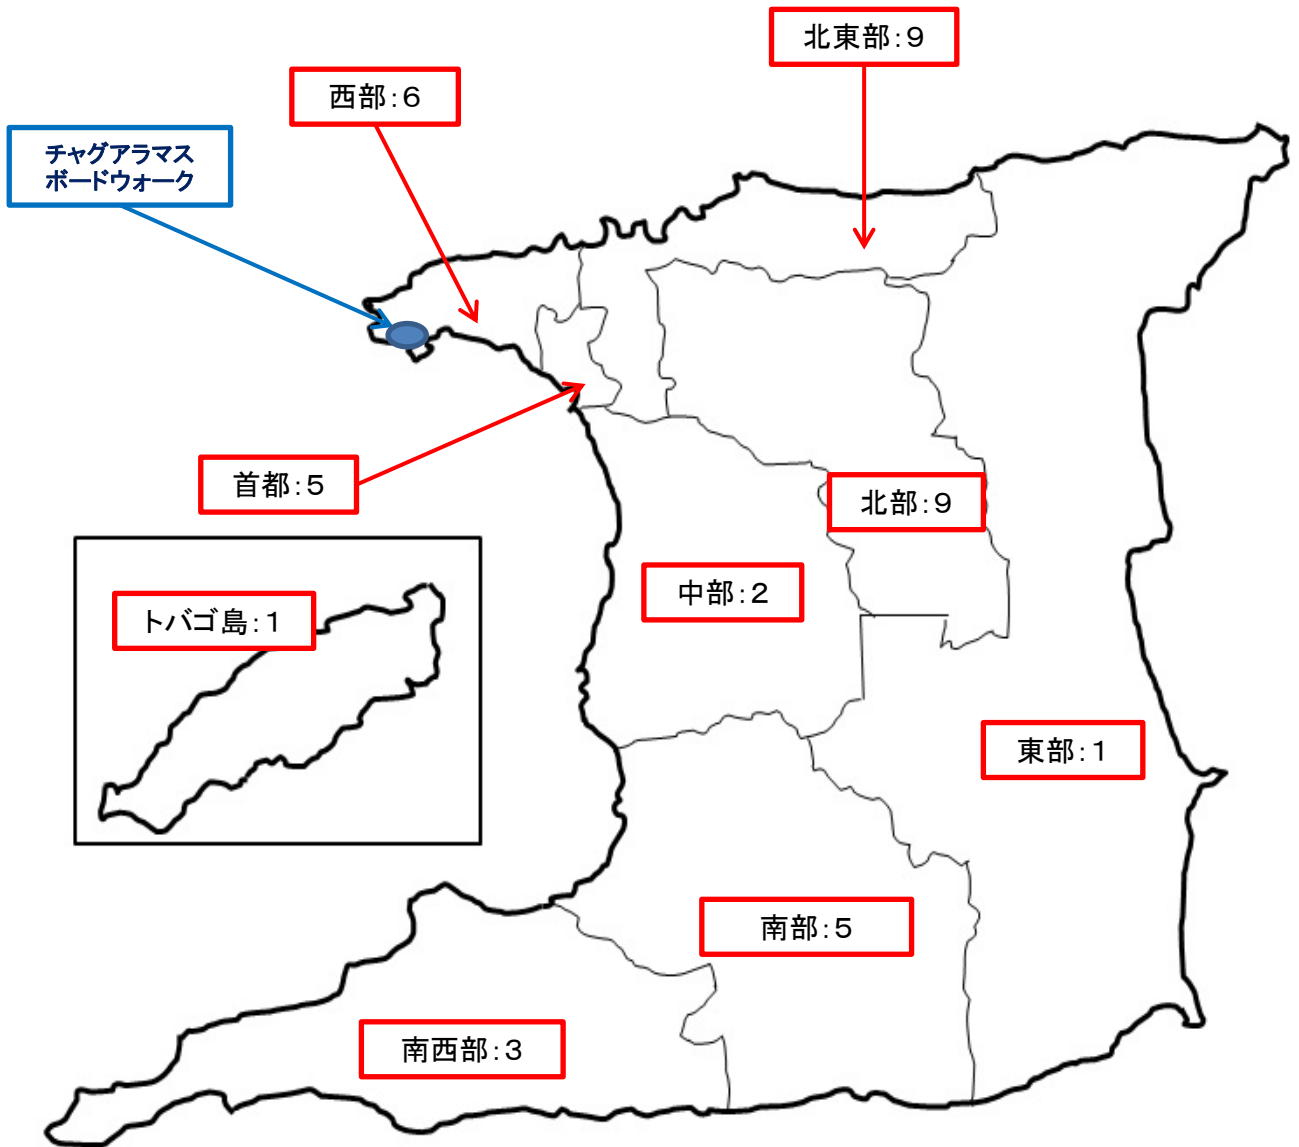 北東部：９
西部：６
チャグアラマス
ボードウォーク
首都：５
北部：９
中部：２
トバゴ島：１
東部：１
南部：５
南西部：３